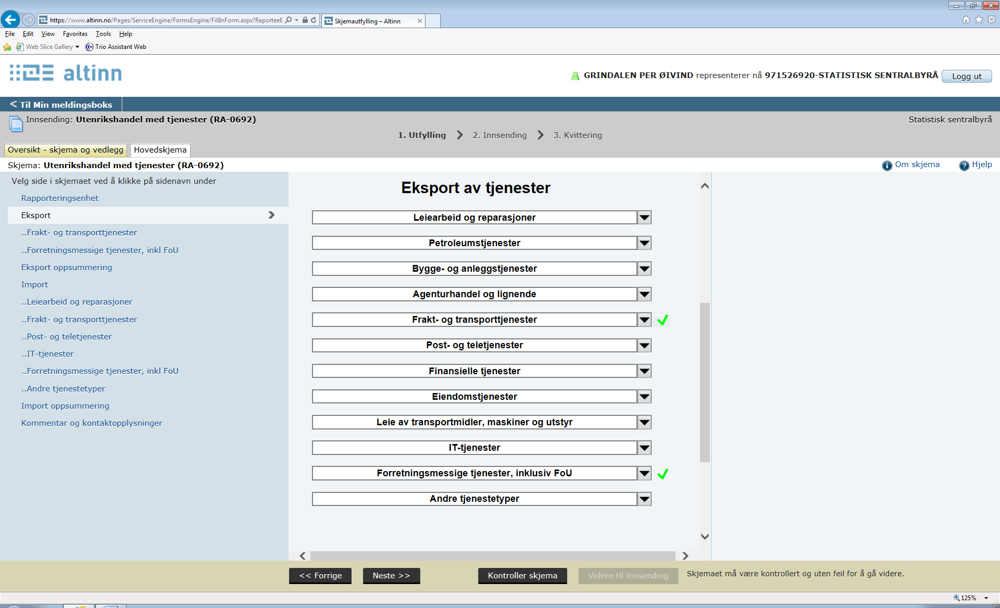 https://www.altinn.no/Pages/ServiceEngine/FormsEngine/FillInForm.aspx?ReporteeE
Skjemautfylling – Altinn
File Edit View Favorites Tools Help
Web Slice Gallery Trio Assistant Web
altinn
GRINDALEN PER ØIVIND representerer nå 971526920-STATISTISK SENTRALBYRÅ Logg ut
< Til Min meldingsboks
Innsending: Utenrikshandel med tjenester (RA-0692) Statistisk sentralbyrå
1. Utfylling 2. Innsending 3. Kvittering
Oversikt - skjema og vedlegg Hovedskjema
Skjema: Utenrikshandel med tjenester (RA-0692) Om skjema Hjelp
Velg side i skjemaet ved å klikke på sidenavn under
Rapporteringsenhet
Eksport
..Frakt- og transporttjenester
..Forretningsmessige tjenester, inkl FoU
Eksport oppsummering
Import
..Leiearbeid og reparasjoner
..Frakt- og transporttjenester
..Post- og teletjenester
..IT-tjenester
..Forretningsmessige tjenester, inkl FoU
..Andre tjenestetyper
Import oppsummering
Kommentar og kontaktopplysninger
Eksport av tjenester
Leiearbeid og reparasjoner
Petroleumstjenester
Bygge- og anleggstjenester
Agenturhandel og lignende
Frakt- og transporttjenester
Post- og teletjenester
Finansielle tjenester
Eiendomstjenester
Leie av transportmidler, maskiner og utstyr
IT-tjenester
Forretningsmessige tjenester, inklusiv FoU
Andre tjenestetyper
<< Forrige Neste >> Kontroller skjema Videre til innsending Skjemaet må være kontrollert og uten feil for å gå videre.
125%